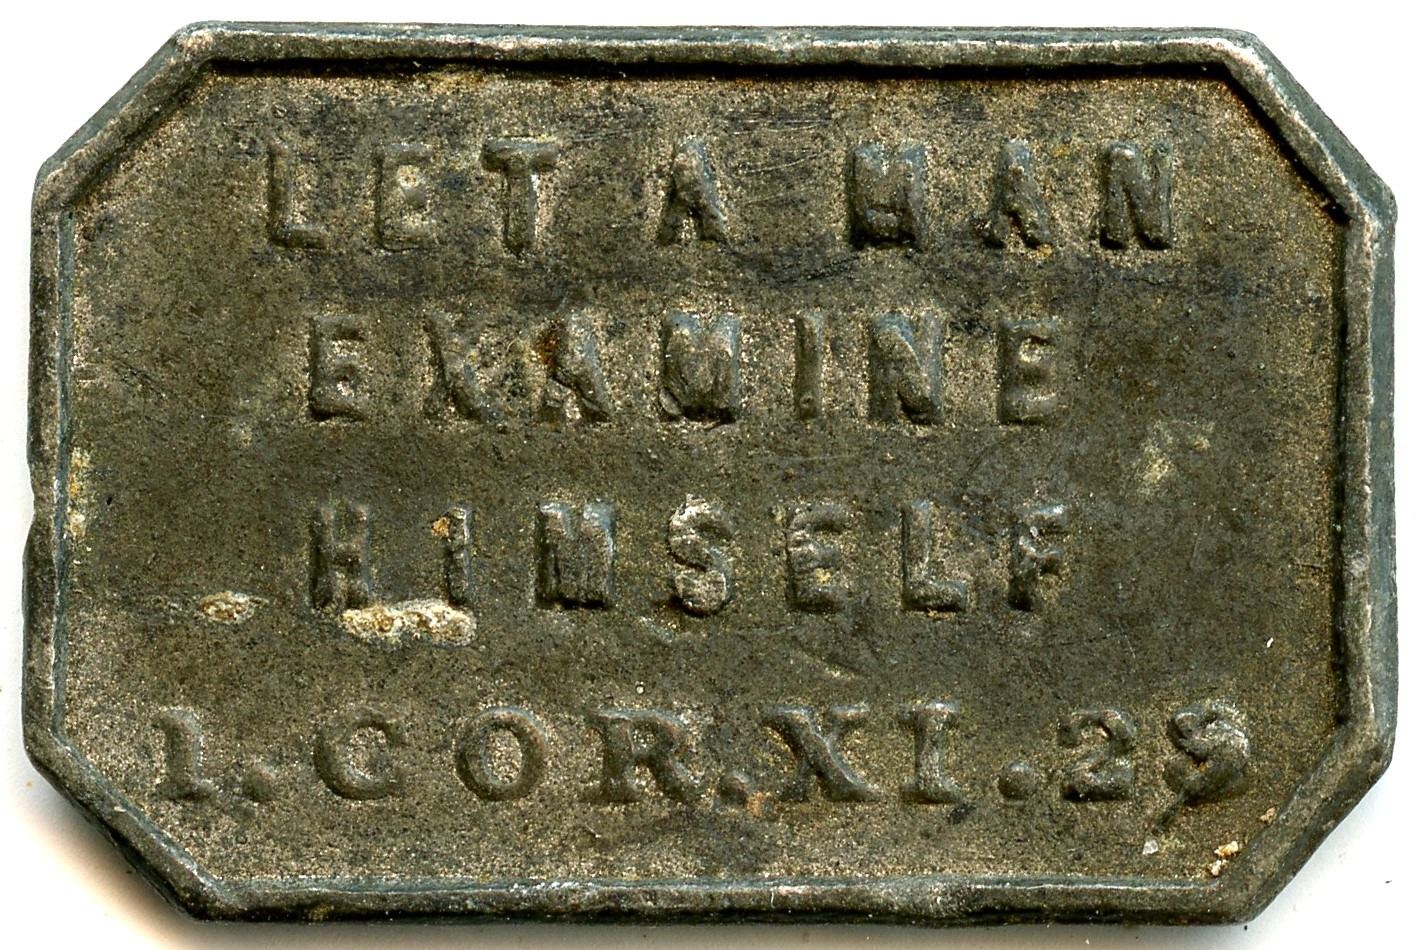 LET A MAN
EXAMINE
HIMSELF
1.COR.XI.28